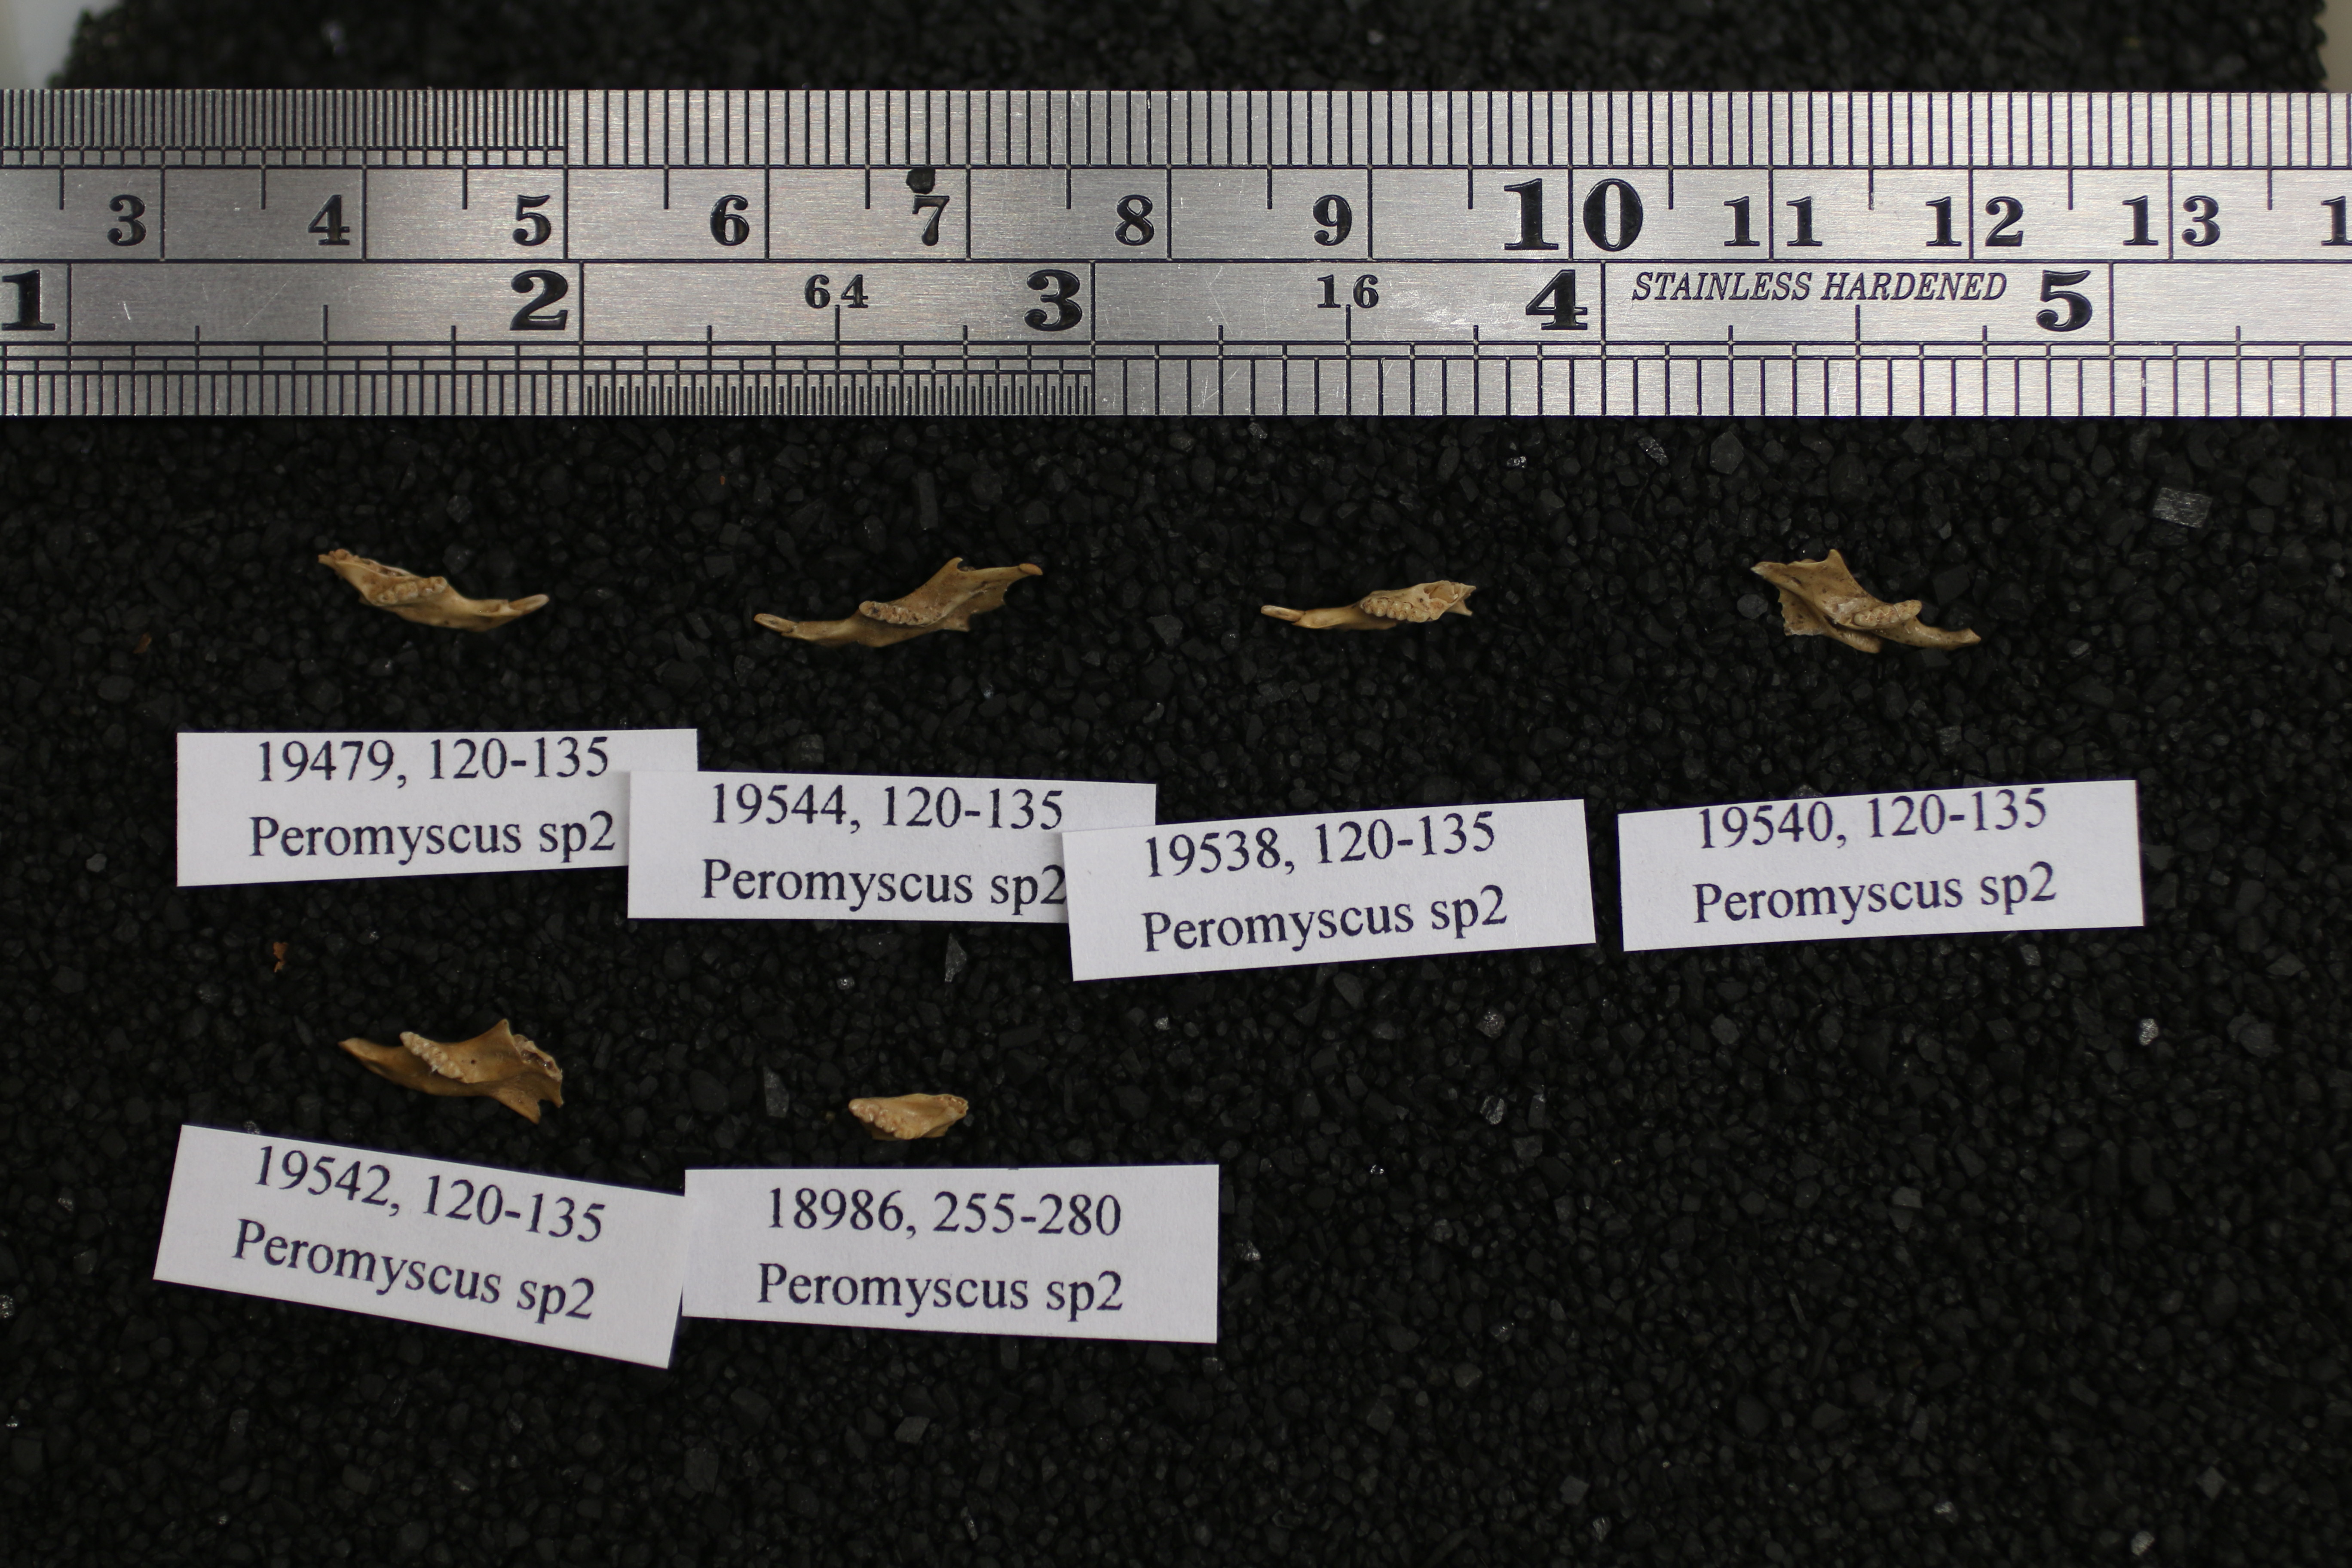 3 4 5 6 7 8 9 10 11 12 13 1
1 2 64 3 16 4 STAINLESS HARDENED 5
19479, 120-135
Peromyscus sp2
19544, 120-135
Peromyscus sp2
19538, 120-135
Peromyscus sp2
19540, 120-135
Peromyscus sp2
19542, 120-135
Peromyscus sp2
18986, 255-280
Peromyscus sp2